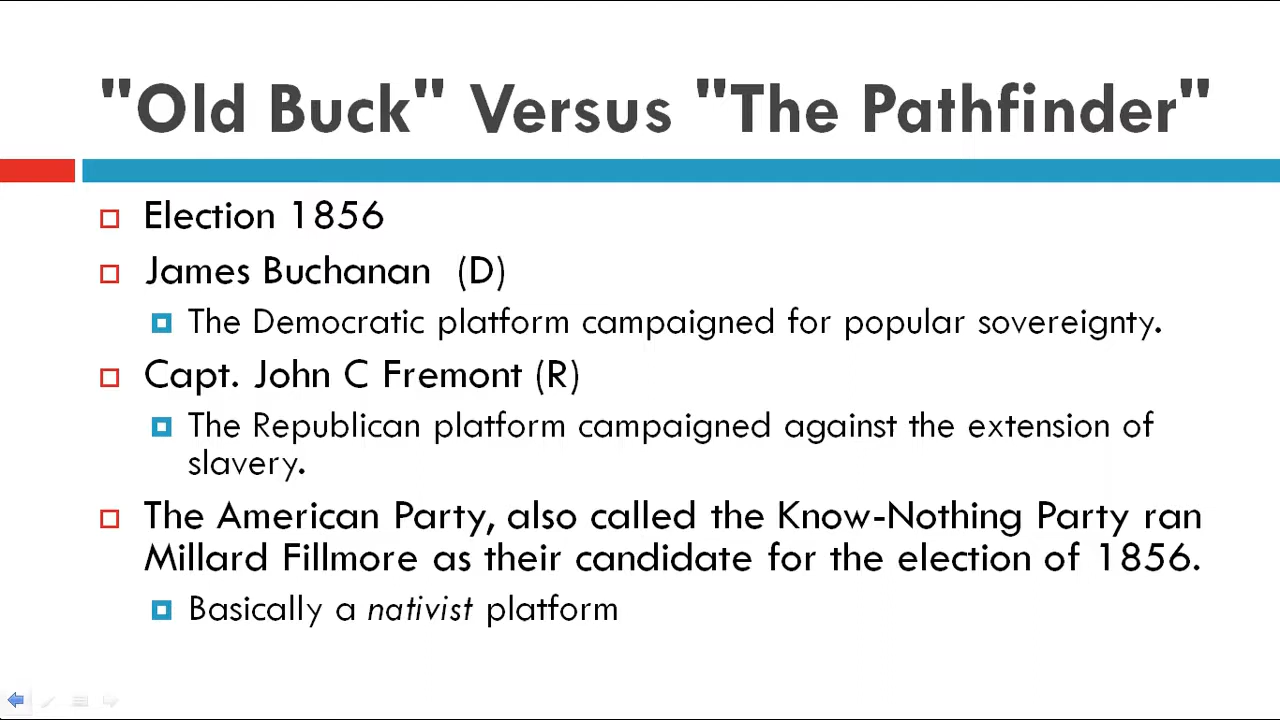 "Old Buck" Versus "The Pathfinder"
Election 1856
James Buchanan (D)
The Democratic platform campaigned for popular sovereignty.
Capt. John C Fremont (R)
The Republican platform campaigned against the extension of
slavery.
The American Party, also called the Know-Nothing Party ran
Millard Fillmore as their candidate for the election of 1856.
Basically a nativist platform